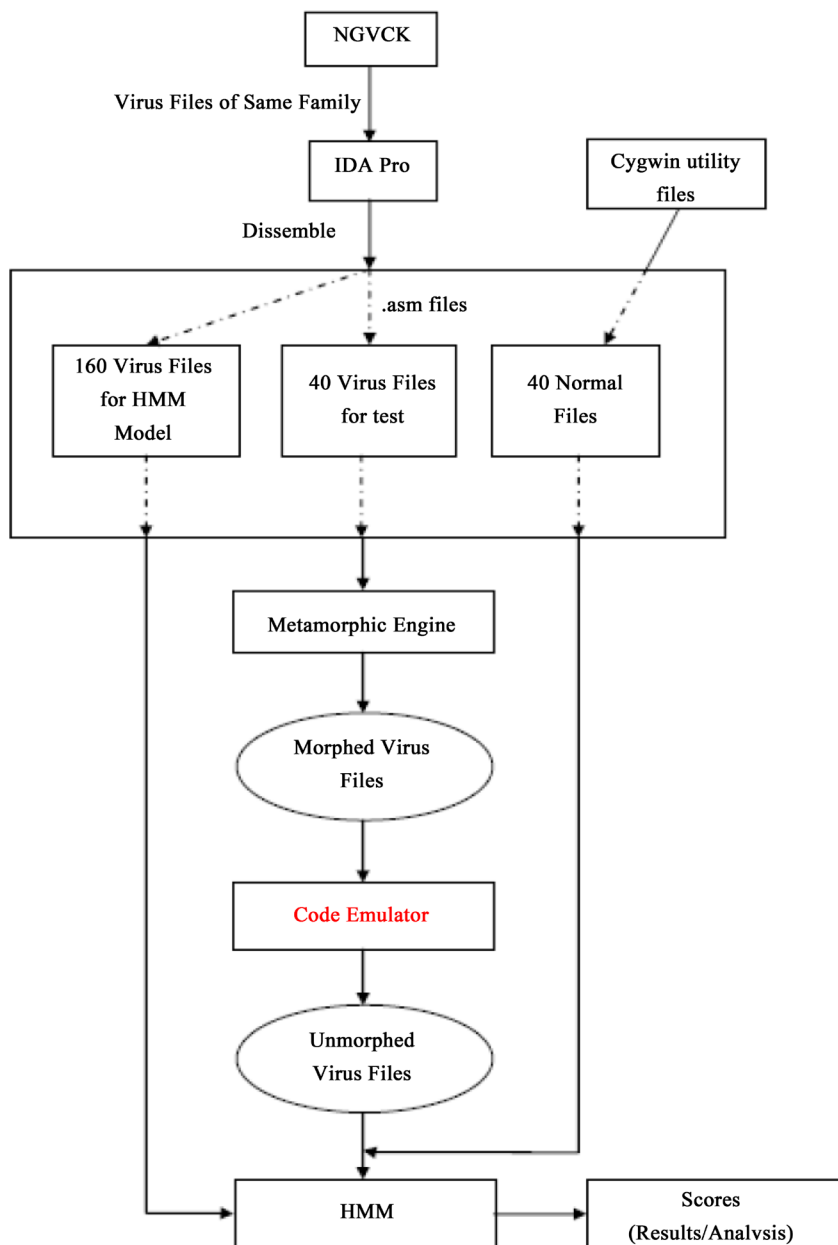 NGVCK
Virus Files of Same Family
IDA Pro
Cygwin utility
files
Dissemble
.asm files
160 Virus Files
for HMM
Model
40 Virus Files
for test
40 Normal
Files
Metamorphic Engine
Morphed Virus
Files
Code Emulator
Unmorphed
Virus Files
HMM
Scores
(Results/Analvsis)